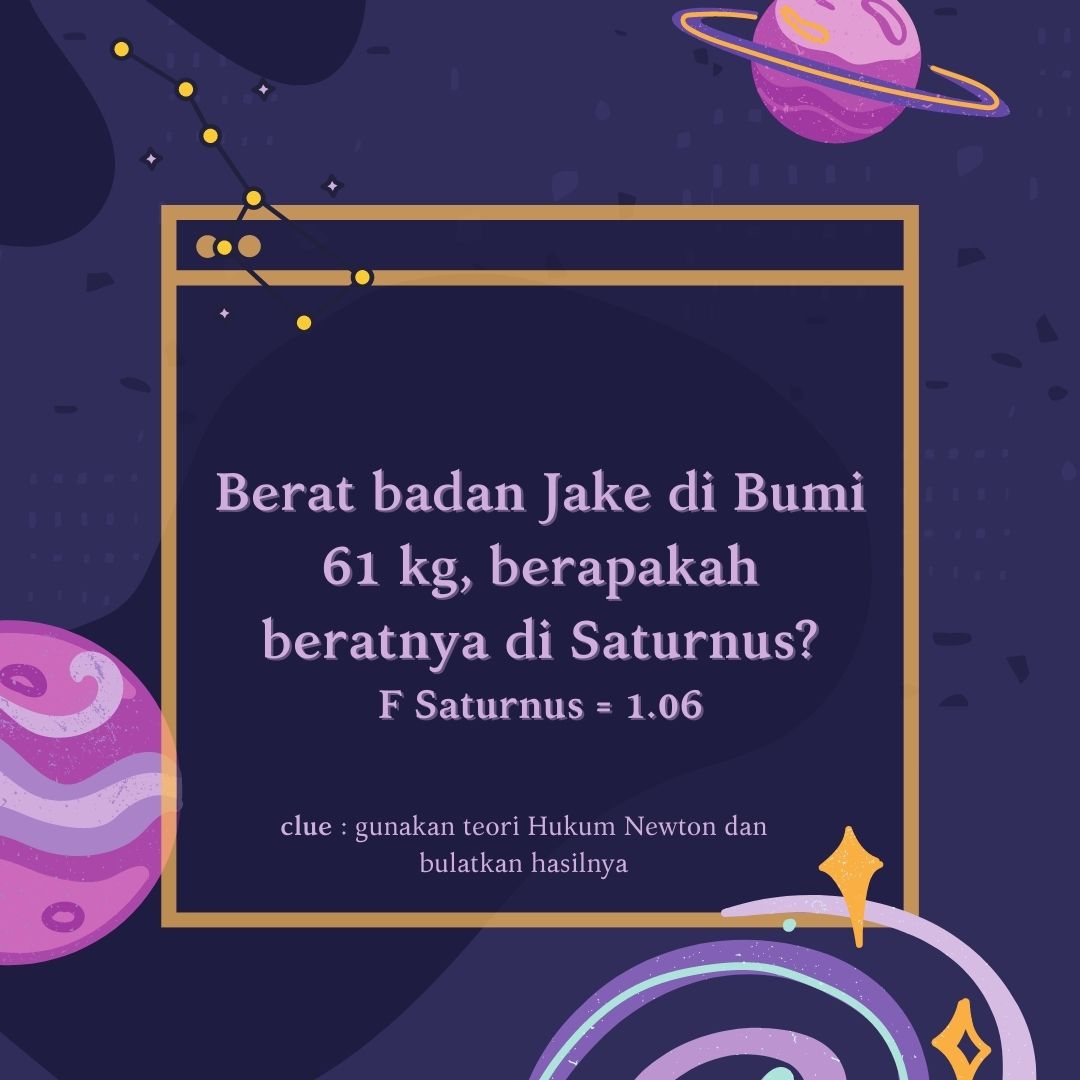 Berat badan Jake di Bumi
61 kg, berapakah
beratnya di Saturnus?
F Saturnus = 1.06
clue : gunakan teori Hukum Newton dan
bulatkan hasilnya